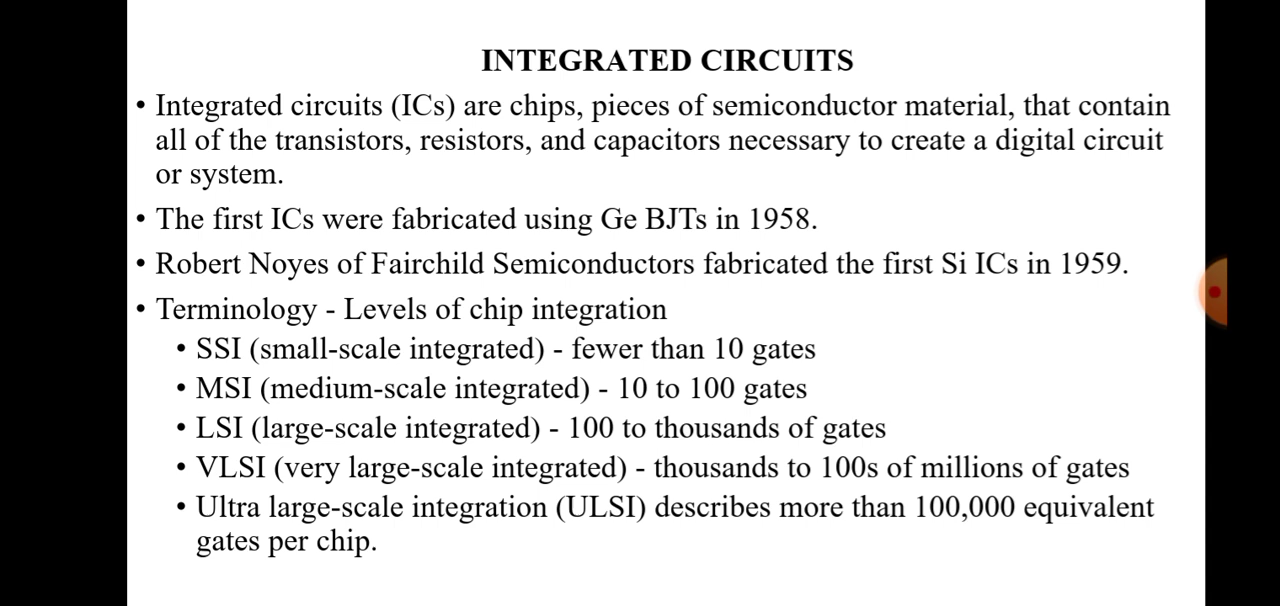 INTEGRATED CIRCUITS
• Integrated circuits (ICs) are chips, pieces of semiconductor material, that contain
all of the transistors, resistors, and capacitors necessary to create a digital circuit
or system.
• The first ICs were fabricated using Ge BJTs in 1958.
• Robert Noyes of Fairchild Semiconductors fabricated the first Si ICs in 1959.
• Terminology - Levels of chip integration
• SSI (small-scale integrated) - fewer than 10 gates
• MSI (medium-scale integrated) - 10 to 100 gates
• LSI (large-scale integrated) - 100 to thousands of gates
• VLSI (very large-scale integrated) - thousands to 100s of millions of gates
• Ultra large-scale integration (ULSI) describes more than 100,000 equivalent
gates per chip.